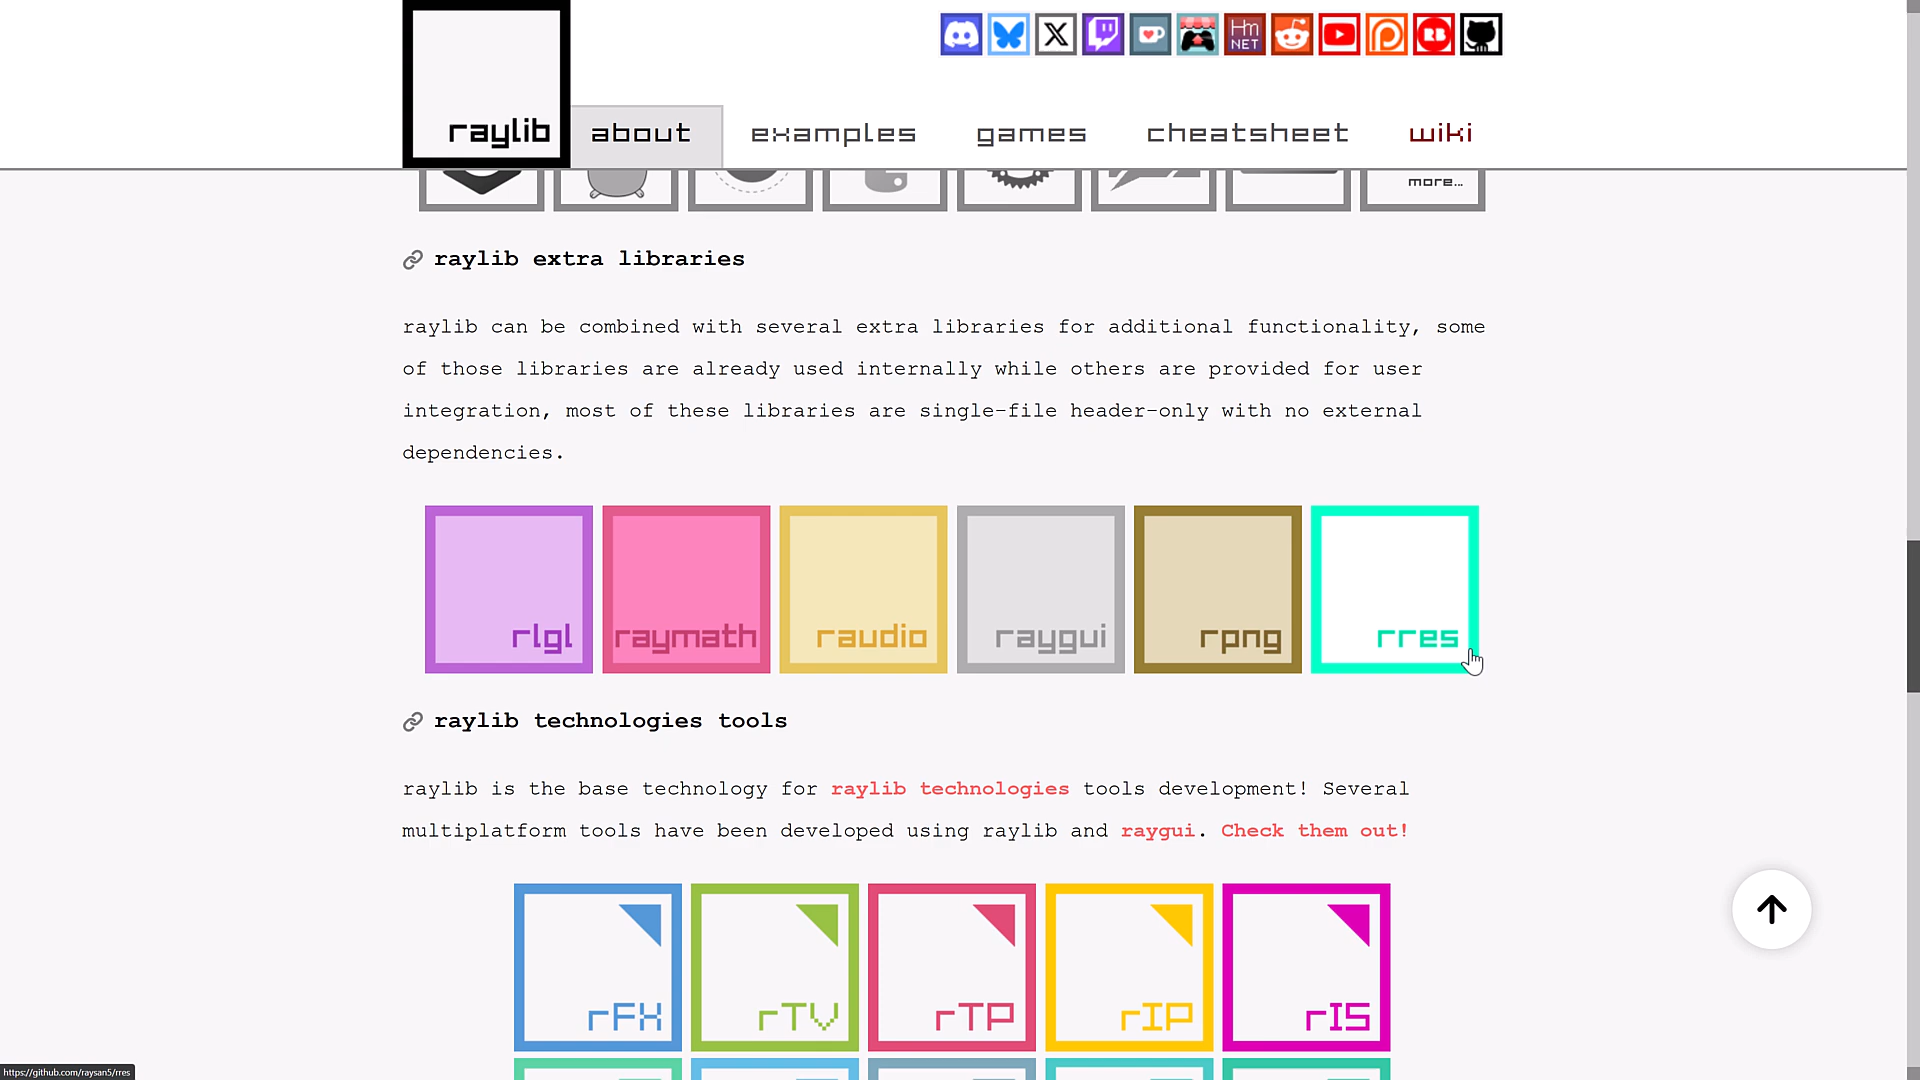 raylib
about
examples
games
cheatsheet
wiki
Hm
NET
more...
raylib extra libraries
raylib can be combined with several extra libraries for additional functionality, some
of those libraries are already used internally while others are provided for user
integration, most of these libraries are single-file header-only with no external
dependencies.
rlgl
raymath
raudio
raygui
rpng
rres
raylib technologies tools
raylib is the base technology for raylib technologies tools development! Several
multiplatform tools have been developed using raylib and raygui. Check them out!
rFX
rTV
rTP
rIP
rIS
https://github.com/raysan5/rres